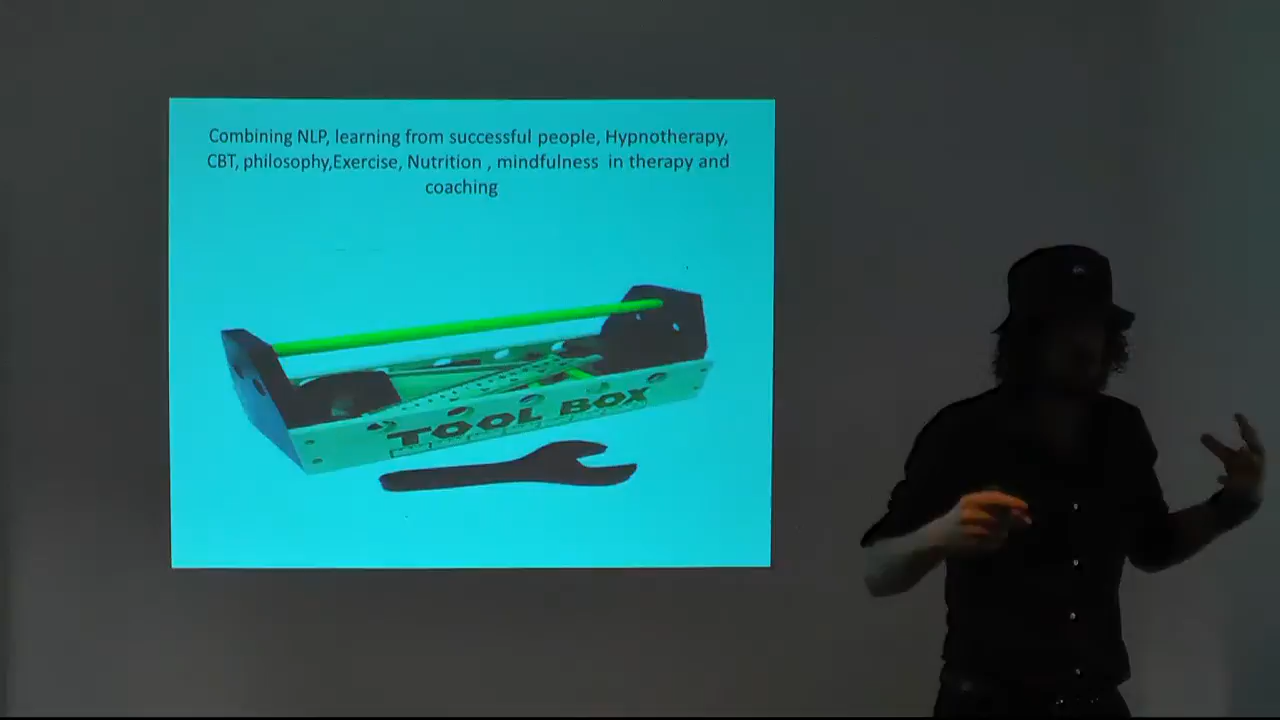 Combining NLP, learning from successful people, Hypnotherapy,
CBT, philosophy,Exercise, Nutrition , mindfulness  in therapy and
coaching
TOOL BOX